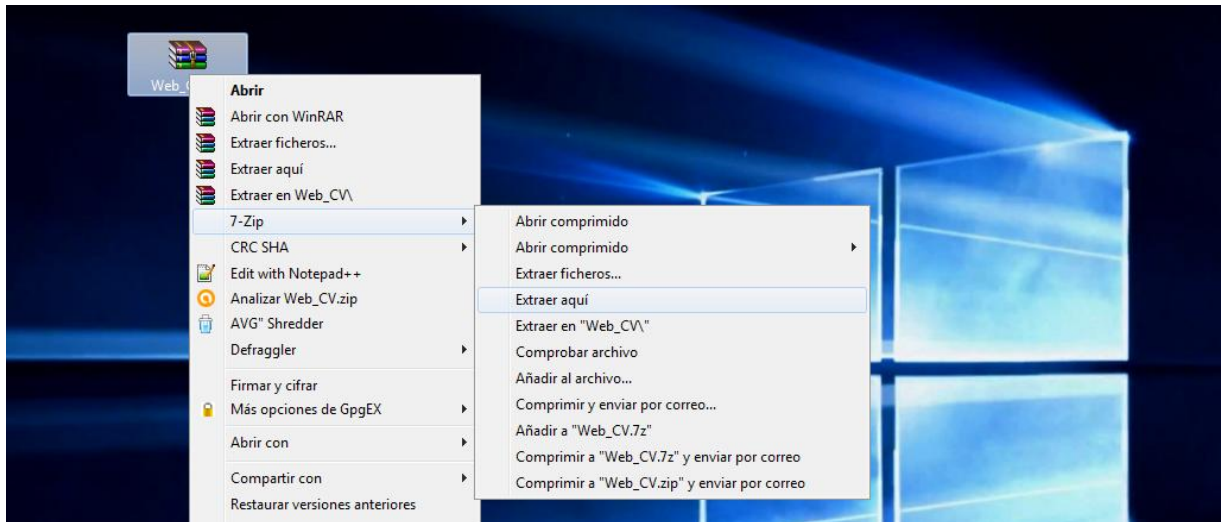 Web_
Abrir
Abrir con WinRAR
Extraer ficheros...
Extraer aquí
Extraer en Web_CV\
7-Zip
CRC SHA
Edit with Notepad++
Analizar Web_CV.zip
AVG" Shredder
Defraggler
Firmar y cifrar
Más opciones de GpgEX
Abrir con
Compartir con
Restaurar versiones anteriores
Abrir comprimido
Abrir comprimido
Extraer ficheros...
Extraer aquí
Extraer en "Web_CV\"
Comprobar archivo
Añadir al archivo...
Comprimir y enviar por correo...
Añadir a "Web_CV.7z"
Comprimir a "Web_CV.7z" y enviar por correo
Comprimir a "Web_CV.zip" y enviar por correo